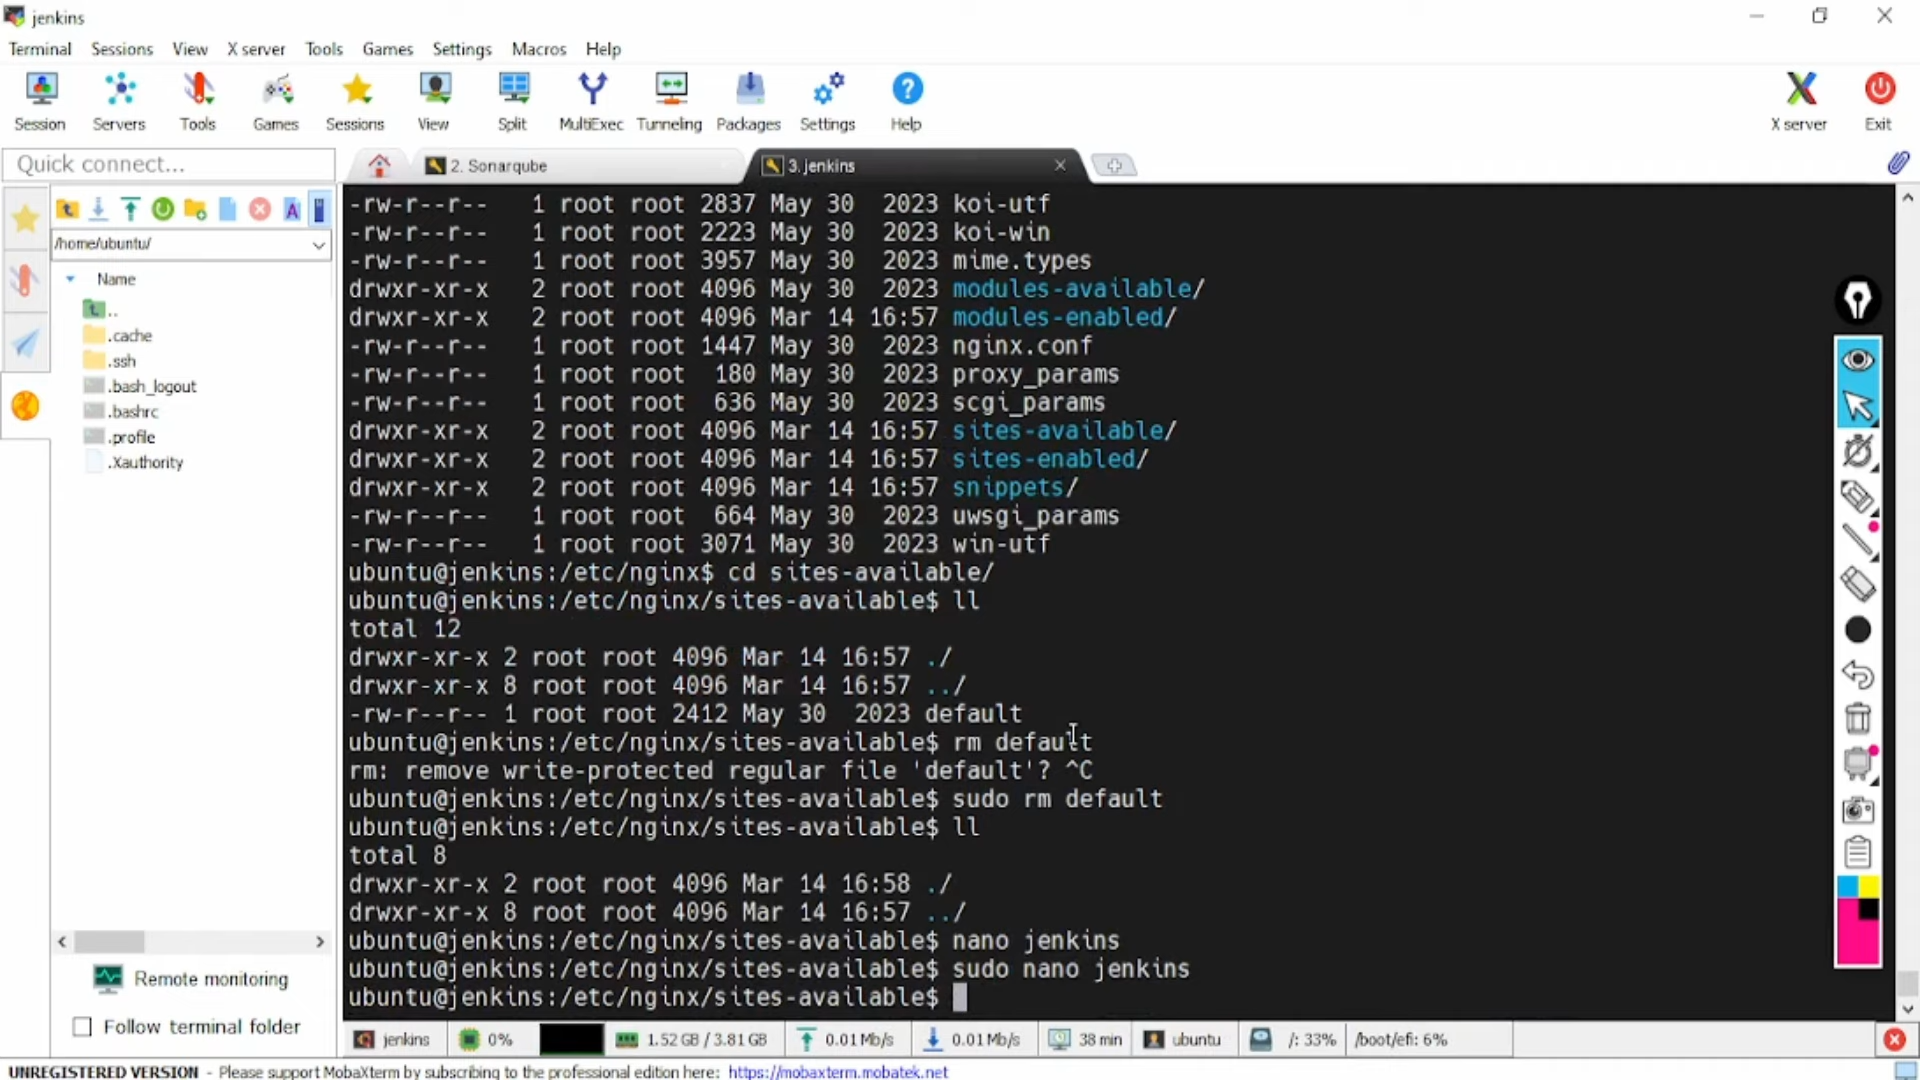 jenkins
Terminal Sessions View X server Tools Games Settings Macros Help
Session Servers Tools Games Sessions View Split MultiExec Tunneling Packages Settings Help X server Exit
Quick connect...
2. Sonarqube
3. jenkins
/home/ubuntu/
Name
..
.cache
.ssh
.bash_logout
.bashrc
.profile
.Xauthority
Remote monitoring
Follow terminal folder
-rw-r--r-- 1 root root 2837 May 30 2023 koi-utf
-rw-r--r-- 1 root root 2223 May 30 2023 koi-win
-rw-r--r-- 1 root root 3957 May 30 2023 mime.types
drwxr-xr-x 2 root root 4096 May 30 2023 modules-available/
drwxr-xr-x 2 root root 4096 Mar 14 16:57 modules-enabled/
-rw-r--r-- 1 root root 1447 May 30 2023 nginx.conf
-rw-r--r-- 1 root root 180 May 30 2023 proxy_params
-rw-r--r-- 1 root root 636 May 30 2023 scgi_params
drwxr-xr-x 2 root root 4096 Mar 14 16:57 sites-available/
drwxr-xr-x 2 root root 4096 Mar 14 16:57 sites-enabled/
drwxr-xr-x 2 root root 4096 Mar 14 16:57 snippets/
-rw-r--r-- 1 root root 664 May 30 2023 uwsgi_params
-rw-r--r-- 1 root root 3071 May 30 2023 win-utf
ubuntu@jenkins:/etc/nginx$ cd sites-available/
ubuntu@jenkins:/etc/nginx/sites-available$ ll
total 12
drwxr-xr-x 2 root root 4096 Mar 14 16:57 ./
drwxr-xr-x 8 root root 4096 Mar 14 16:57 ../
-rw-r--r-- 1 root root 2412 May 30 2023 default
ubuntu@jenkins:/etc/nginx/sites-available$ rm default
rm: remove write-protected regular file 'default'? ^C
ubuntu@jenkins:/etc/nginx/sites-available$ sudo rm default
ubuntu@jenkins:/etc/nginx/sites-available$ ll
total 8
drwxr-xr-x 2 root root 4096 Mar 14 16:58 ./
drwxr-xr-x 8 root root 4096 Mar 14 16:57 ../
ubuntu@jenkins:/etc/nginx/sites-available$ nano jenkins
ubuntu@jenkins:/etc/nginx/sites-available$ sudo nano jenkins
ubuntu@jenkins:/etc/nginx/sites-available$
jenkins 0% 1.52 GB / 3.81 GB 0.01 Mb/s 0.01 Mb/s 38 min ubuntu /: 33% /boot/efi: 6%
UNREGISTERED VERSION - Please support MobaXterm by subscribing to the professional edition here: https://mobaxterm.mobatek.net